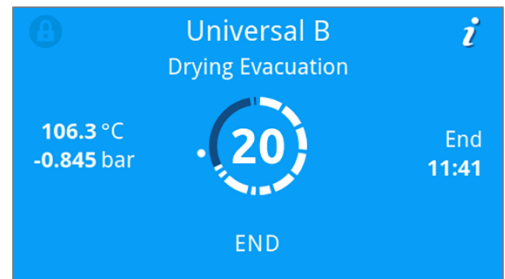 Universal B
i
Drying Evacuation
106.3 °C
-0.845 bar
20
End
11:41
END